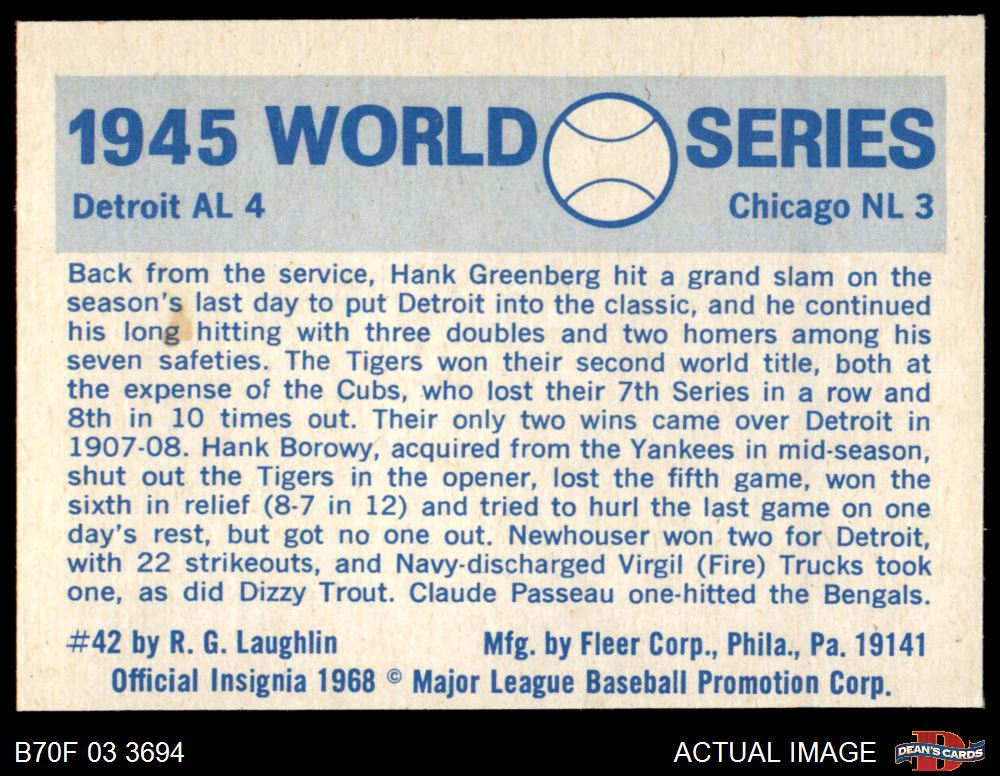 1945 WORLD SERIES
Detroit AL 4 Chicago NL 3
Back from the service, Hank Greenberg hit a grand slam on the
season's last day to put Detroit into the classic, and he continued
his long hitting with three doubles and two homers among his
seven safeties. The Tigers won their second world title, both at
the expense of the Cubs, who lost their 7th Series in a row and
8th in 10 times out. Their only two wins came over Detroit in
1907-08. Hank Borowy, acquired from the Yankees in mid-season,
shut out the Tigers in the opener, lost the fifth game, won the
sixth in relief (8-7 in 12) and tried to hurl the last game on one
day's rest, but got no one out. Newhouser won two for Detroit,
with 22 strikeouts, and Navy-discharged Virgil (Fire) Trucks took
one, as did Dizzy Trout. Claude Passeau one-hitted the Bengals.
#42 by R. G. Laughlin Mfg. by Fleer Corp., Phila., Pa. 19141
Official Insignia 1968 © Major League Baseball Promotion Corp.
B70F 03 3694 ACTUAL IMAGE DEAN'S CARDS